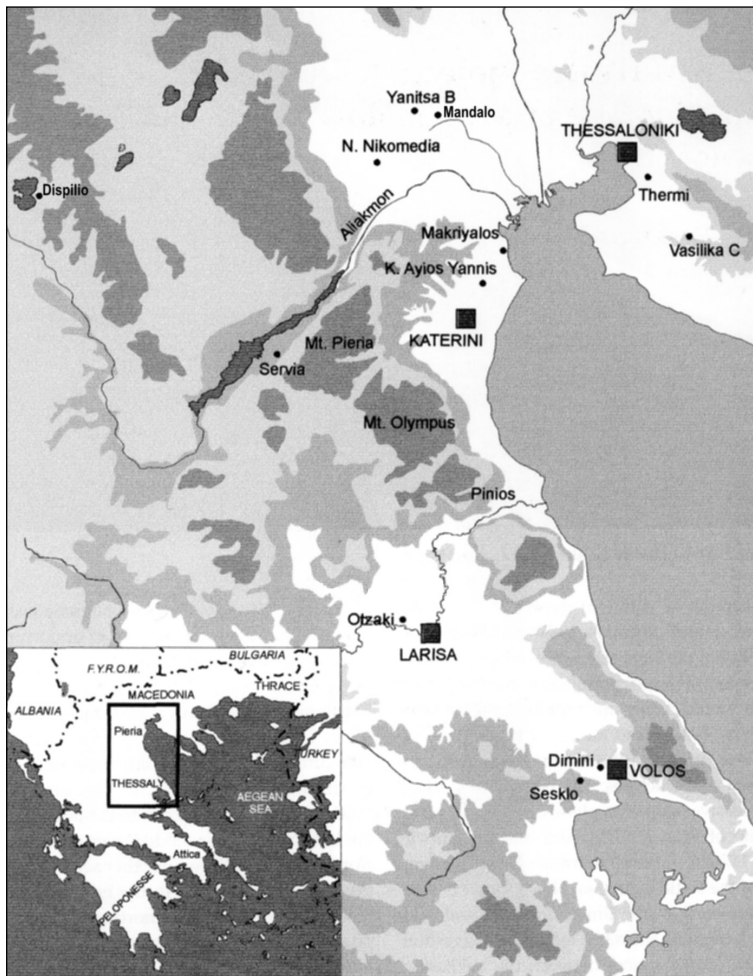 Yanitsa B
Mandalo
THESSALONIKI
N. Nikomedia
Thermi
Dispilio
Aliakmon
Makriyalos
Vasilika C
K. Ayios Yannis
KATERINI
Mt. Pieria
Servia
Mt. Olympus
Pinios
Otzaki
LARISA
Dimini
VOLOS
Sesklo
BULGARIA
F.Y.R.O.M.
THRACE
MACEDONIA
ALBANIA
Pieria
TURKEY
THESSALY
AEGEAN
SEA
Attica
PELOPONNESE